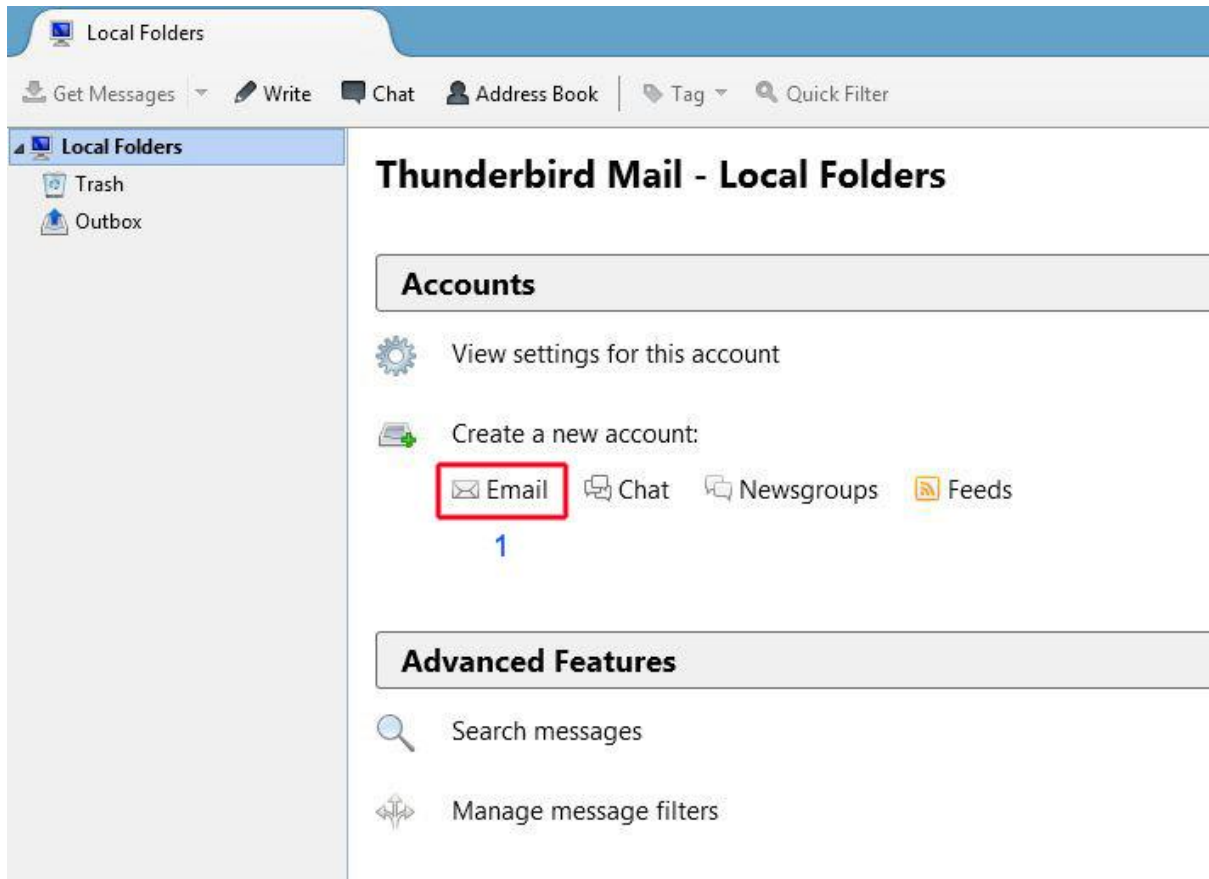 Local Folders
Get Messages Write Chat Address Book Tag Quick Filter
Local Folders
Trash
Outbox
Thunderbird Mail - Local Folders
Accounts
View settings for this account
Create a new account:
Email Chat Newsgroups Feeds
1
Advanced Features
Search messages
Manage message filters